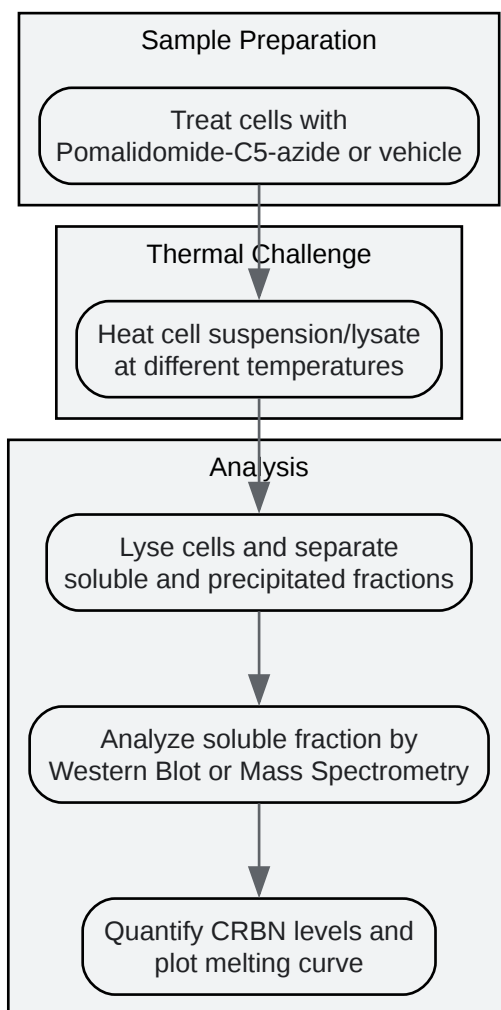 Sample Preparation
Treat cells with
Pomalidomide-C5-azide or vehicle
Thermal Challenge
Heat cell suspension/lysate
at different temperatures
Analysis
Lyse cells and separate
soluble and precipitated fractions
Analyze soluble fraction by
Western Blot or Mass Spectrometry
Quantify CRBN levels and
plot melting curve